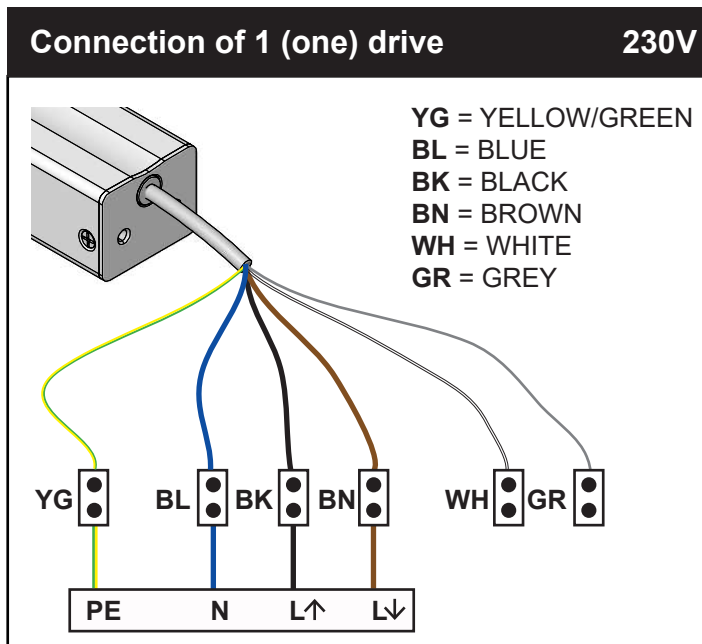 Connection of 1 (one) drive 230V
YG = YELLOW/GREEN
BL = BLUE
BK = BLACK
BN = BROWN
WH = WHITE
GR = GREY
YG BL BK BN WH GR
PE N L↑ L↓